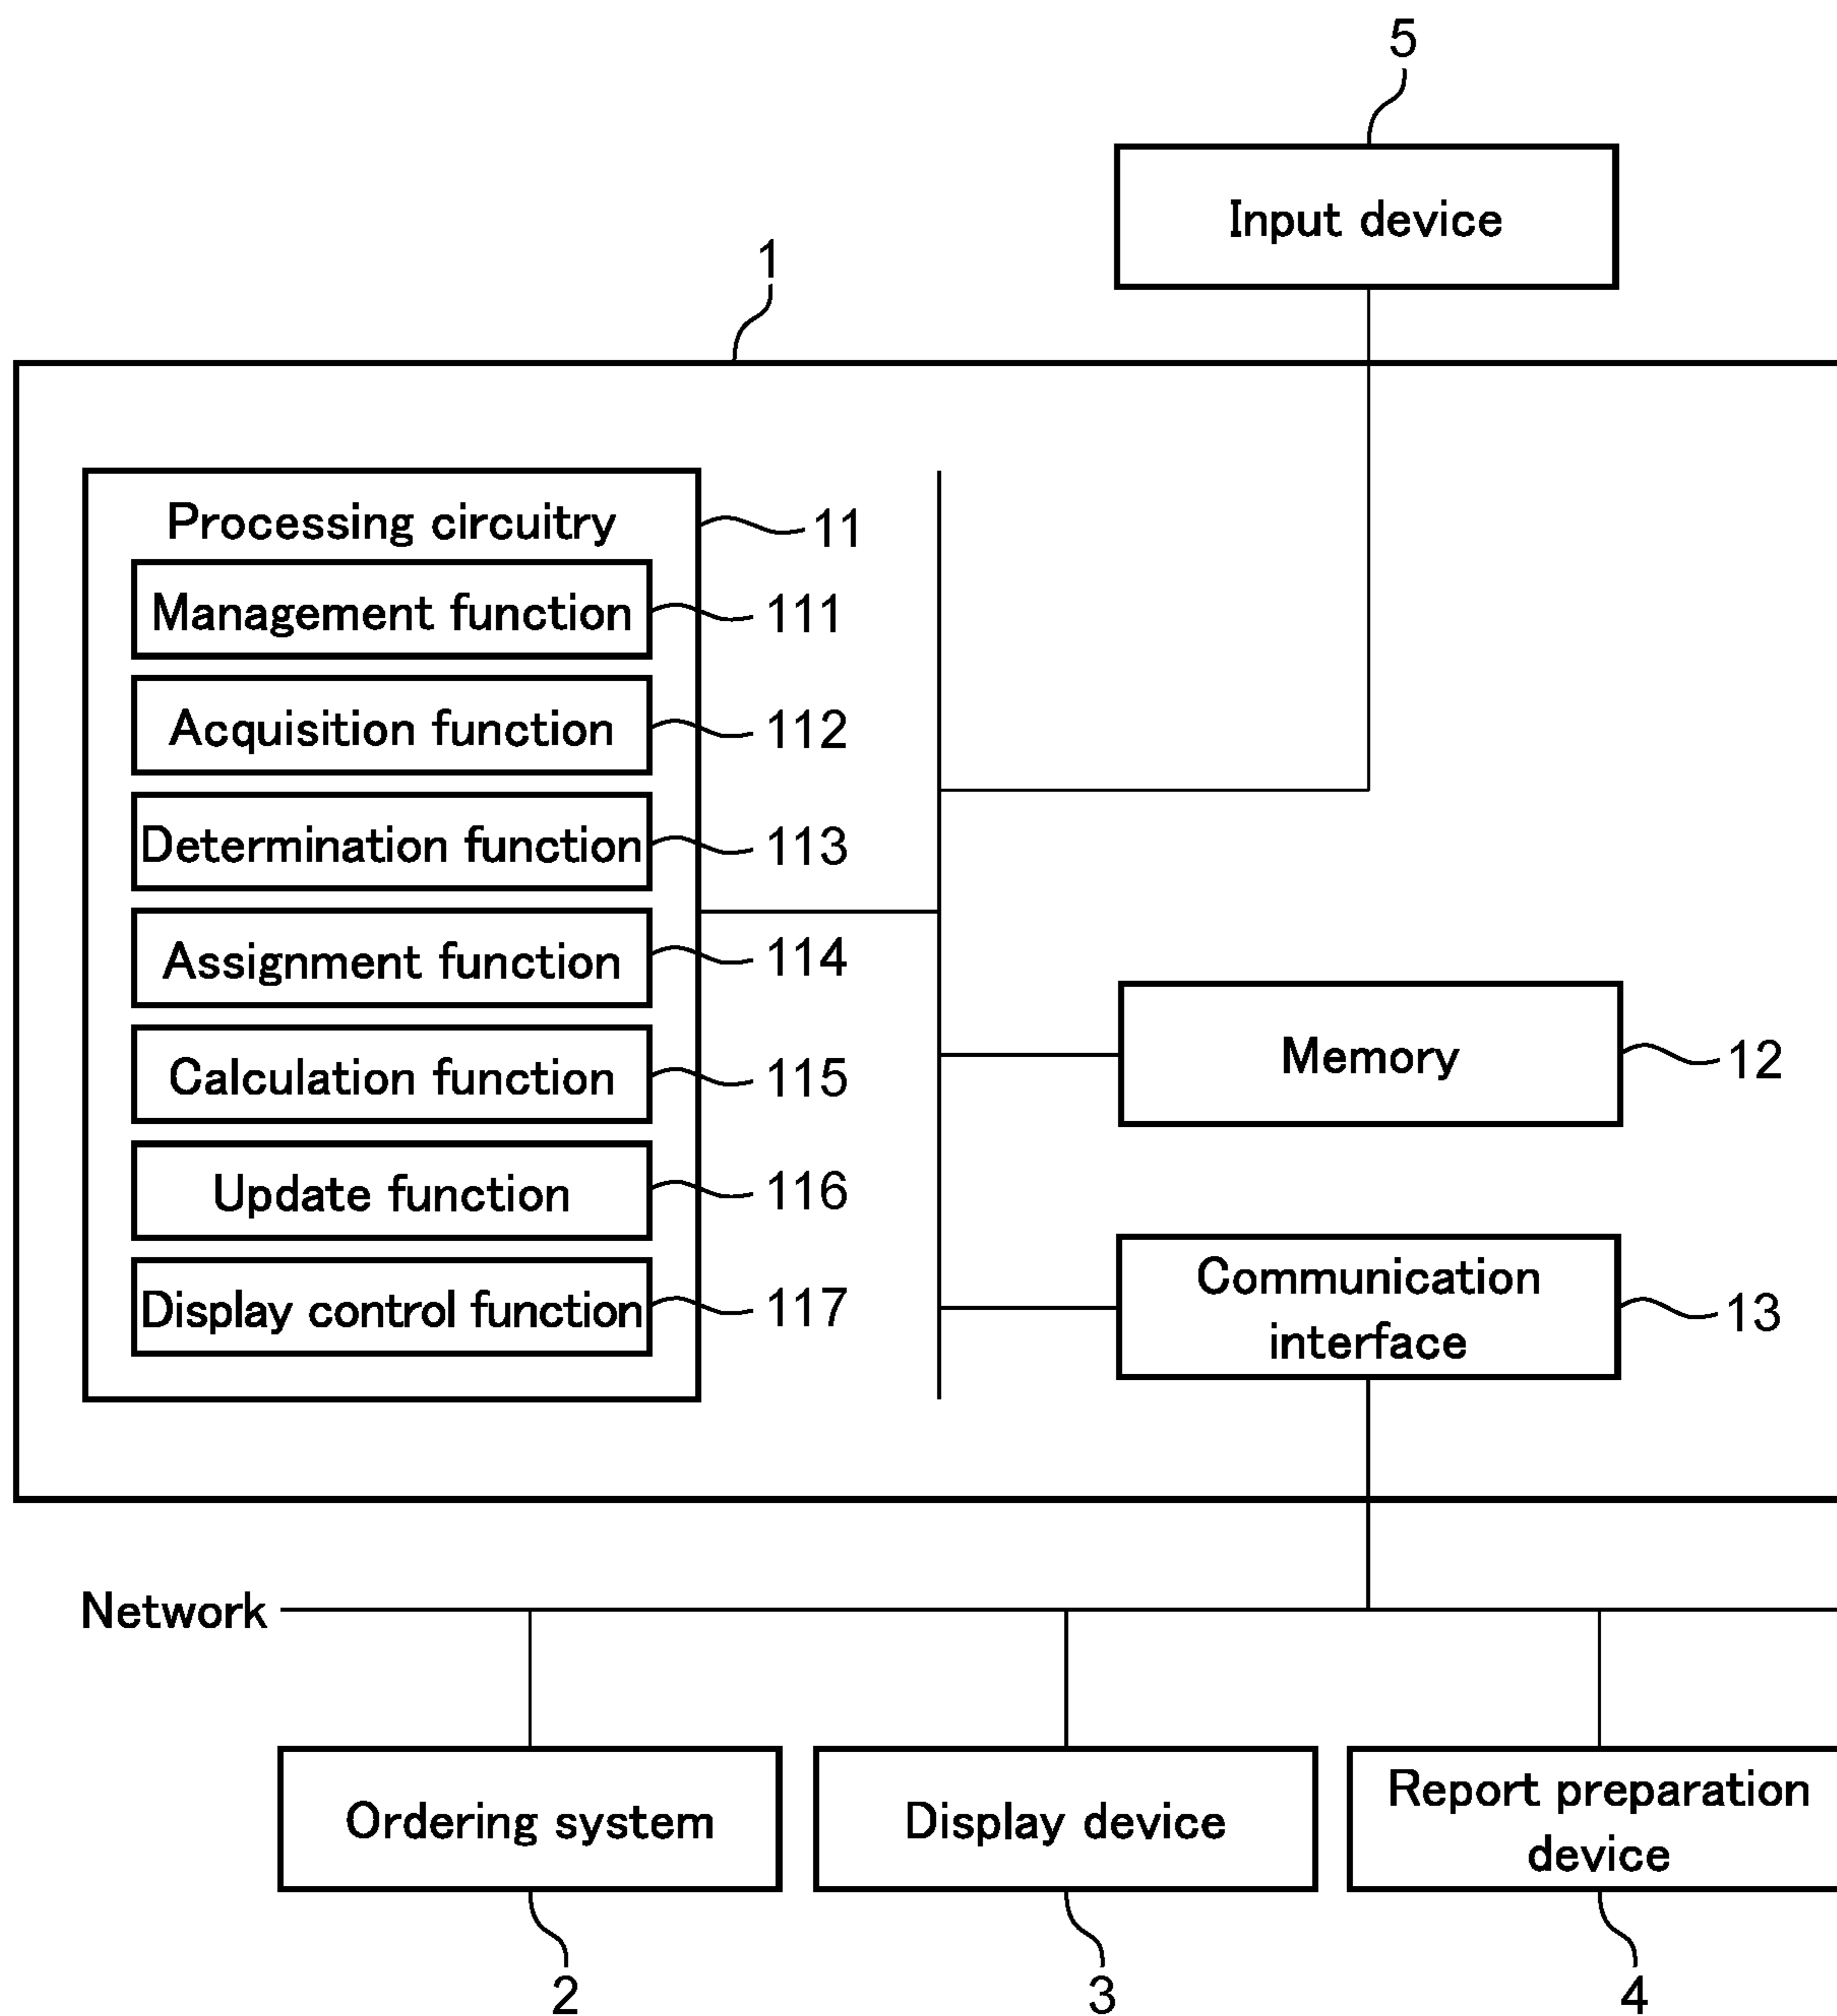 5
Input device
1
Processing circuitry
11
Management function
111
Acquisition function
112
Determination function
113
Assignment function
114
Calculation function
115
Update function
116
Display control function
117
Memory
12
Communication
interface
13
Network
Ordering system
Display device
Report preparation
device
2
3
4